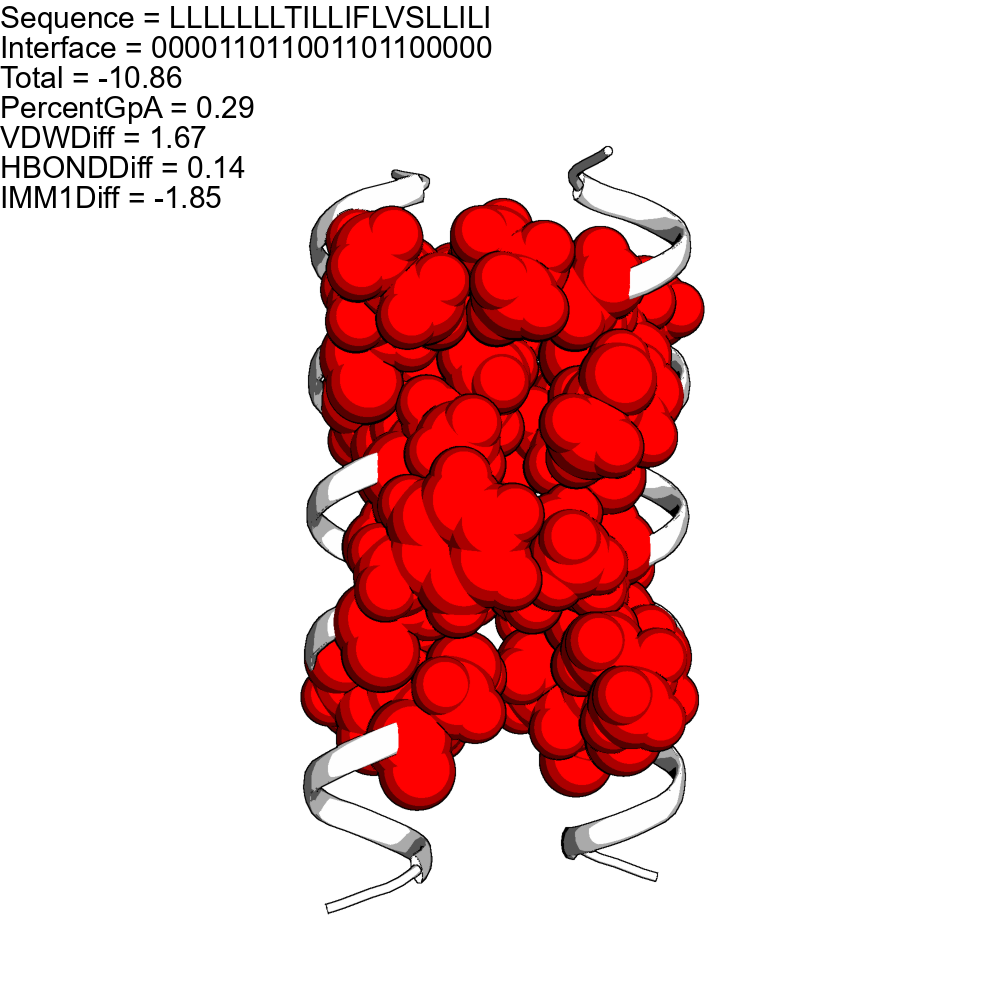 Sequence = LLLLLLLTILLIFLVSLLILI
Interface = 000011011001101100000
Total = -10.86
PercentGpA = 0.29
VDWDiff = 1.67
HBONDDiff = 0.14
IMM1Diff = -1.85